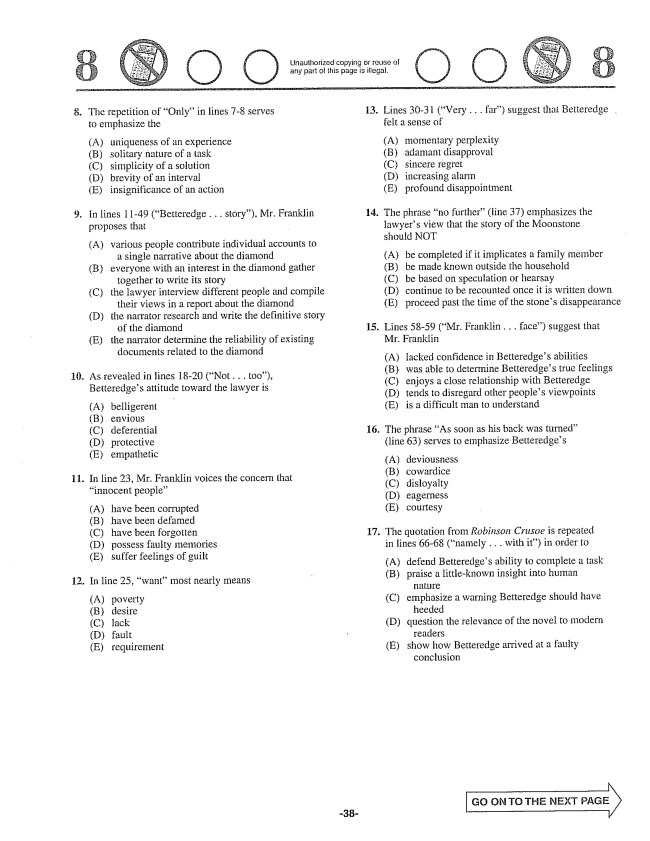 8
Unauthorized copying or reuse of
any part of this page is illegal.
8
8. The repetition of "Only" in lines 7-8 serves
to emphasize the
(A) uniqueness of an experience
(B) solitary nature of a task
(C) simplicity of a solution
(D) brevity of an interval
(E) insignificance of an action
9. In lines 11-49 ("Betteredge . . . story"), Mr. Franklin
proposes that
(A) various people contribute individual accounts to
a single narrative about the diamond
(B) everyone with an interest in the diamond gather
together to write its story
(C) the lawyer interview different people and compile
their views in a report about the diamond
(D) the narrator research and write the definitive story
of the diamond
(E) the narrator determine the reliability of existing
documents related to the diamond
10. As revealed in lines 18-20 ("Not . . . too"),
Betteredge's attitude toward the lawyer is
(A) belligerent
(B) envious
(C) deferential
(D) protective
(E) empathetic
11. In line 23, Mr. Franklin voices the concern that
"innocent people"
(A) have been corrupted
(B) have been defamed
(C) have been forgotten
(D) possess faulty memories
(E) suffer feelings of guilt
12. In line 25, "want" most nearly means
(A) poverty
(B) desire
(C) lack
(D) fault
(E) requirement
13. Lines 30-31 ("Very . . . far") suggest that Betteredge
felt a sense of
(A) momentary perplexity
(B) adamant disapproval
(C) sincere regret
(D) increasing alarm
(E) profound disappointment
14. The phrase "no further" (line 37) emphasizes the
lawyer's view that the story of the Moonstone
should NOT
(A) be completed if it implicates a family member
(B) be made known outside the household
(C) be based on speculation or hearsay
(D) continue to be recounted once it is written down
(E) proceed past the time of the stone's disappearance
15. Lines 58-59 ("Mr. Franklin . . . face") suggest that
Mr. Franklin
(A) lacked confidence in Betteredge's abilities
(B) was able to determine Betteredge's true feelings
(C) enjoys a close relationship with Betteredge
(D) tends to disregard other people's viewpoints
(E) is a difficult man to understand
16. The phrase "As soon as his back was turned"
(line 63) serves to emphasize Betteredge's
(A) deviousness
(B) cowardice
(C) disloyalty
(D) eagerness
(E) courtesy
17. The quotation from Robinson Crusoe is repeated
in lines 66-68 ("namely . . . with it") in order to
(A) defend Betteredge's ability to complete a task
(B) praise a little-known insight into human
nature
(C) emphasize a warning Betteredge should have
heeded
(D) question the relevance of the novel to modern
readers
(E) show how Betteredge arrived at a faulty
conclusion
GO ON TO THE NEXT PAGE
-38-